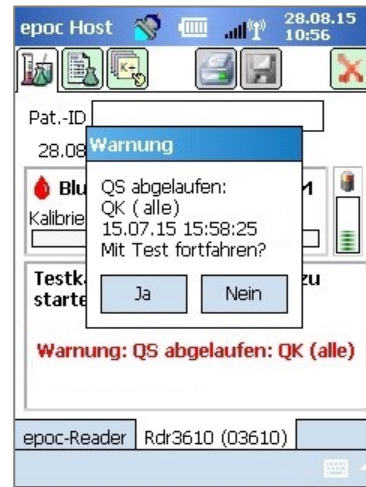 epoc Host
28.08.15
10:56
K+
Pat.-ID
28.08
Warnung
Blu
Kalibrie
QS abgelaufen:
QK ( alle)
15.07.15 15:58:25
Mit Test fortfahren?
Ja
Nein
Testk
zu
starte
Warnung: QS abgelaufen: QK (alle)
epoc-Reader
Rdr3610 (03610)